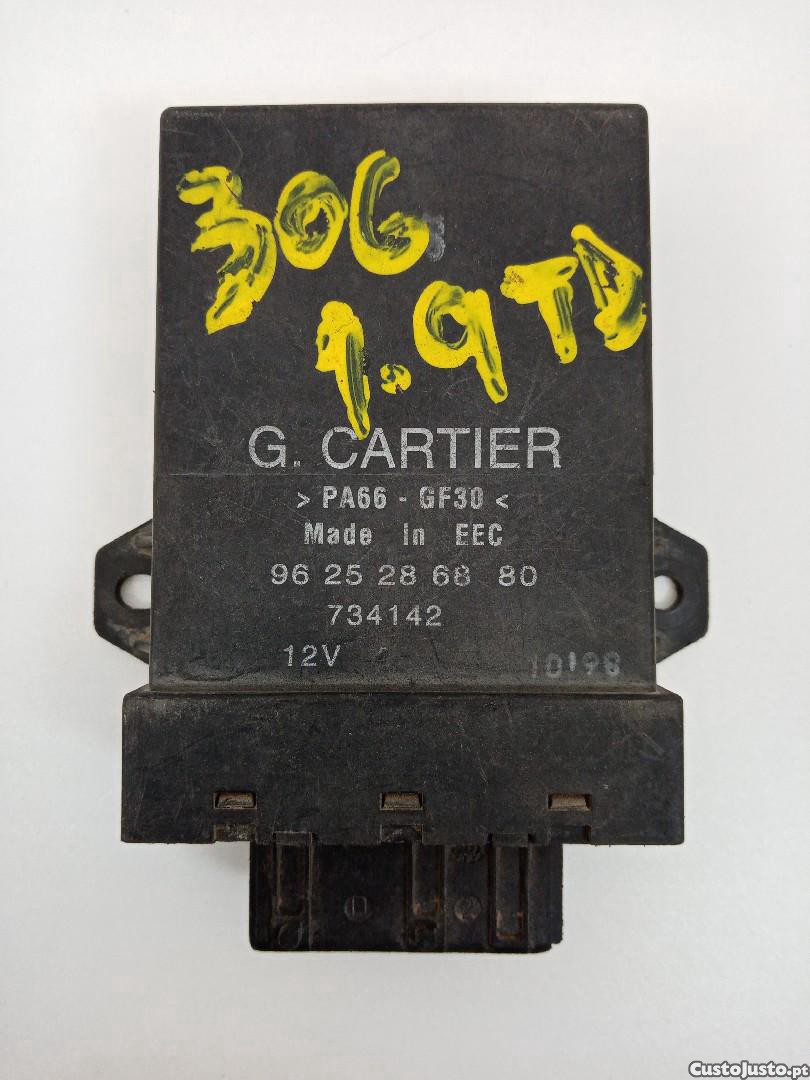 306
1.9TD
G. CARTIER
> PA66 - GF30 <
Made in EEC
96 25 28 68 80
734142
12V
10'98
CustoJusto.pt